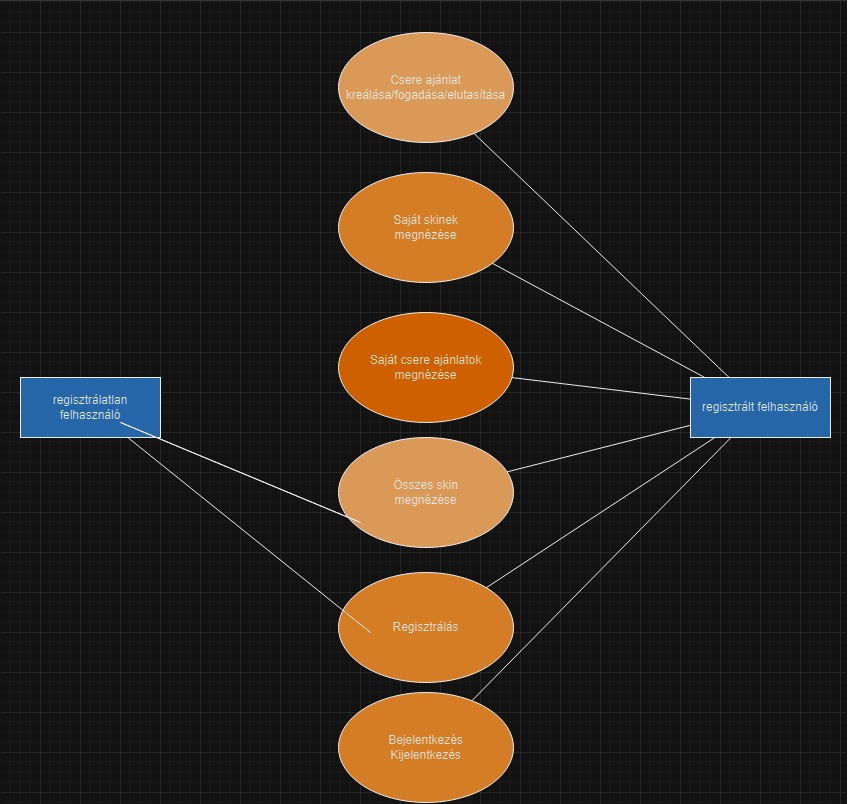 Csere ajánlat
kreálása/fogadása/elutasítása
Saját skinek
megnézése
Saját csere ajánlatok
megnézése
regisztrálatlan
felhasználó
regisztrált felhasználó
Összes skin
megnézése
Regisztrálás
Bejelentkezés
Kijelentkezés